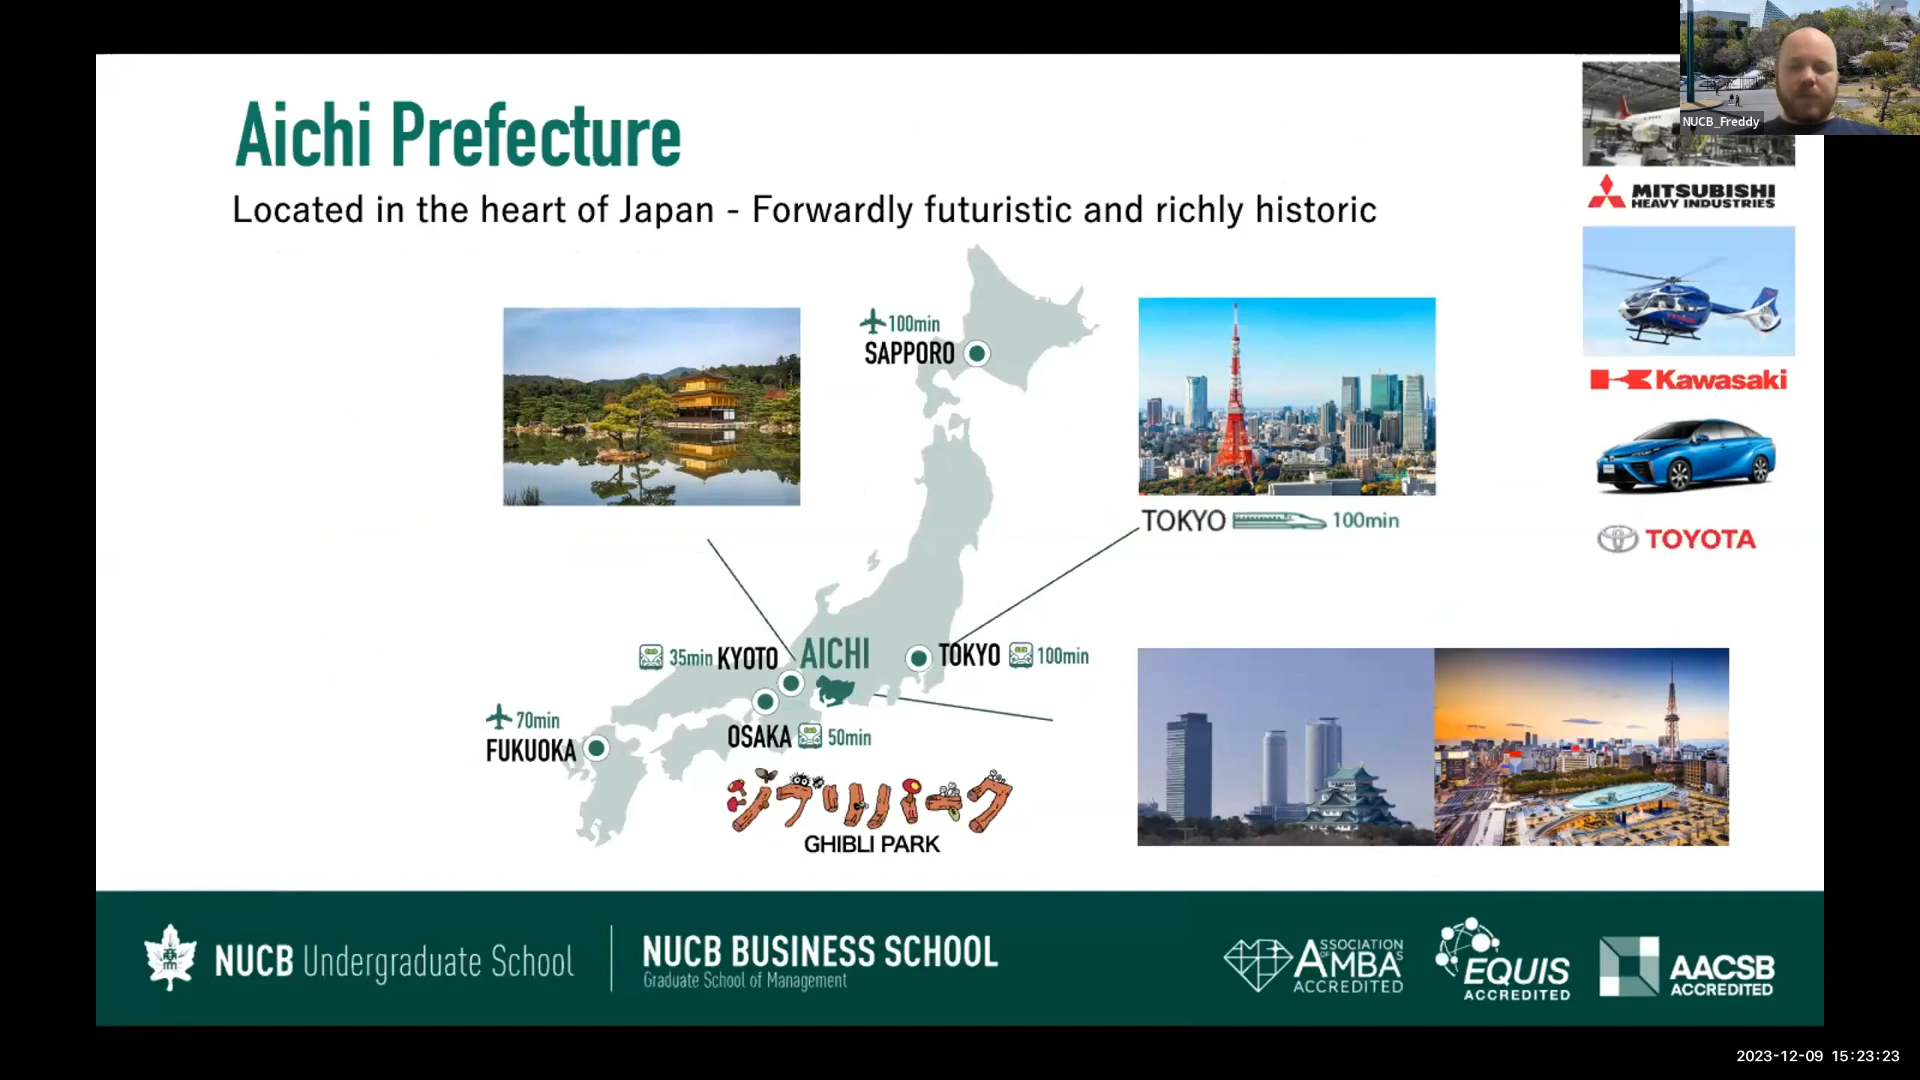 NUCB_Freddy
Aichi Prefecture
Located in the heart of Japan - Forwardly futuristic and richly historic
MITSUBISHI
HEAVY INDUSTRIES
Kawasaki
TOYOTA
100min
SAPPORO
TOKYO 100min
35min KYOTO
AICHI
TOKYO 100min
70min
FUKUOKA
OSAKA 50min
ジブリパーク
GHIBLI PARK
NUCB Undergraduate School
NUCB BUSINESS SCHOOL
Graduate School of Management
ASSOCIATION
OF MBAS
ACCREDITED
EQUIS
ACCREDITED
AACSB
ACCREDITED
2023-12-09 15:23:23